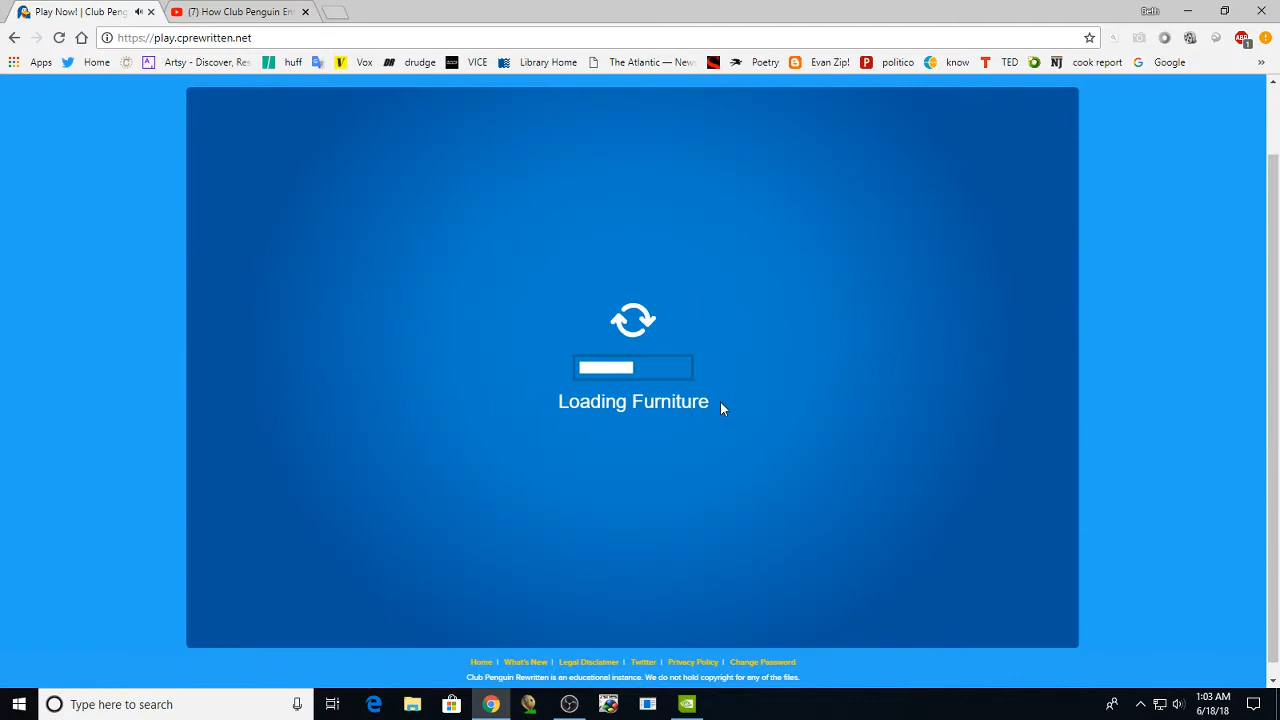 Play Now! | Club Peng
(7) How Club Penguin Ent
Beth
https://play.cprewritten.net
Apps
Home
Artsy - Discover, Res
huff
Vox
drudge
VICE
Library Home
The Atlantic — News
Poetry
Evan Zip!
politico
know
TED
cook report
Google
Loading Furniture
Home | What's New | Legal Disclaimer | Twitter | Privacy Policy | Change Password
Club Penguin Rewritten is an educational instance. We do not hold copyright for any of the files.
Type here to search
1:03 AM
6/18/18